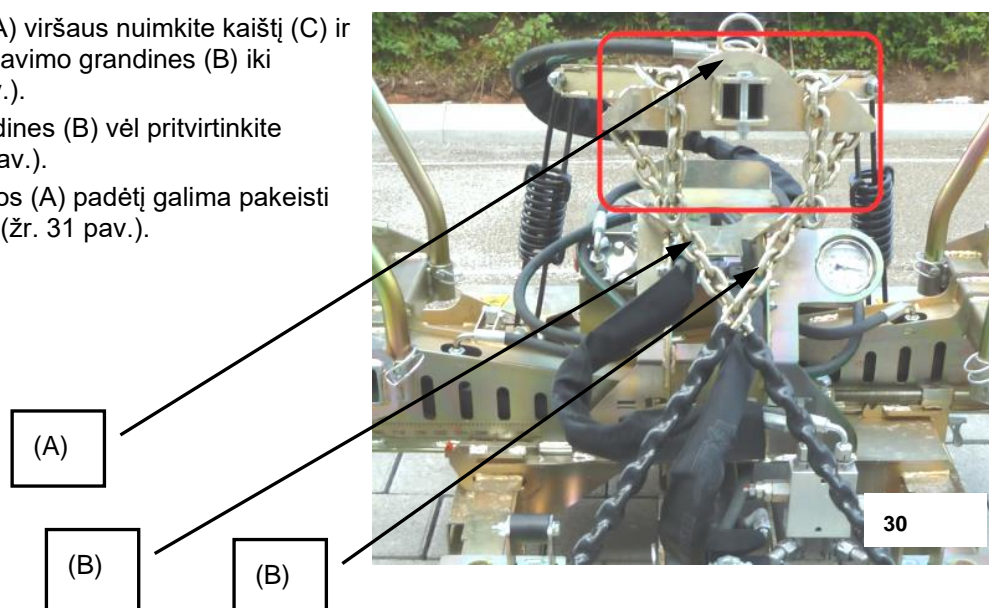 A) viršaus nuimkite kaištį (C) ir
avimo grandines (B) iki
.).
dines (B) vėl pritvirtinkite
av.).
os (A) padėtį galima pakeisti
(žr. 31 pav.).
(A)
(B)
(B)
30